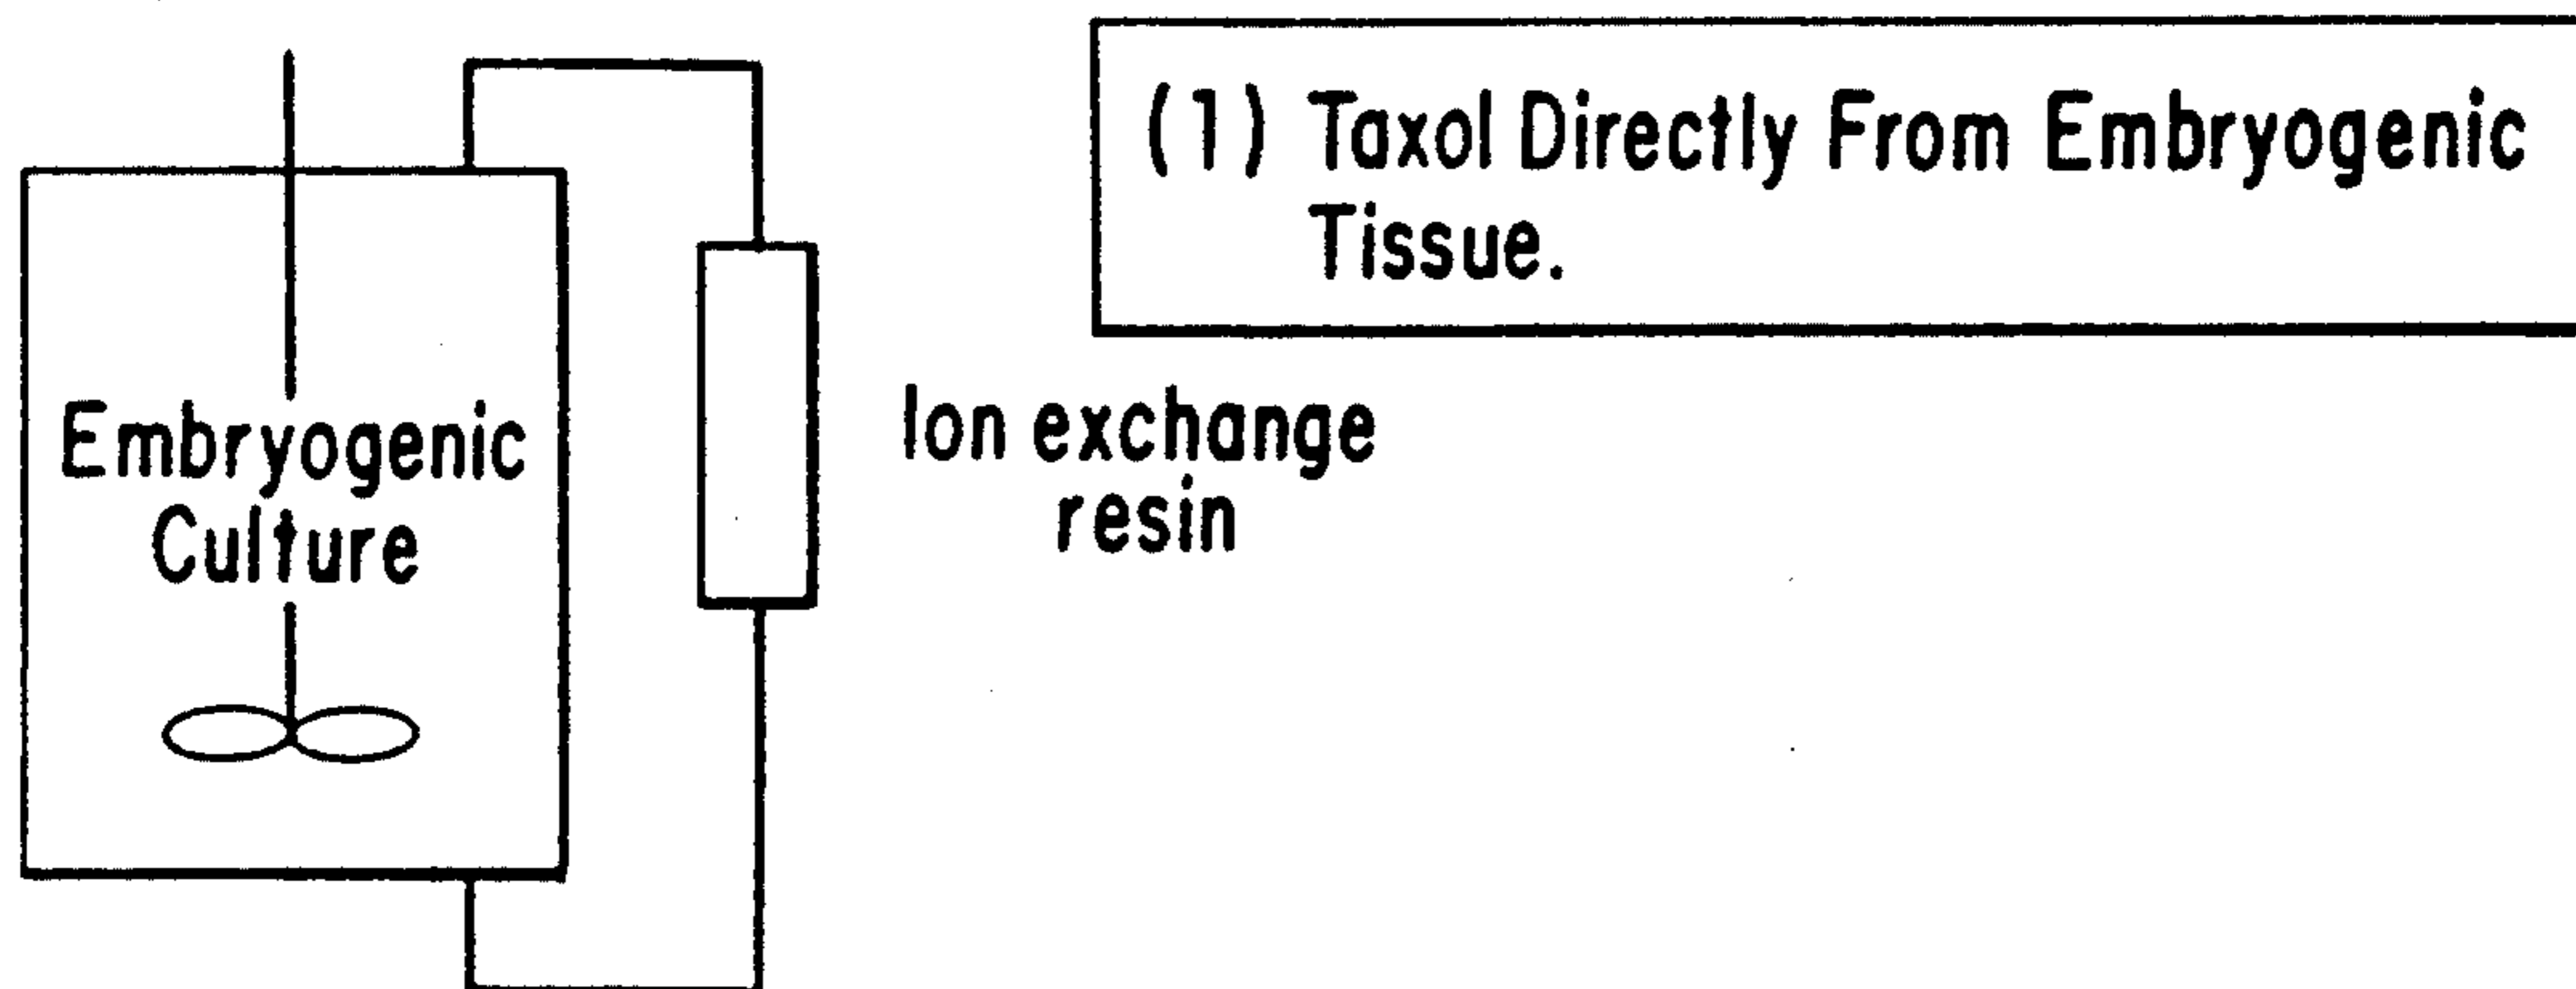 (1) Taxol Directly From Embryogenic
Tissue.
Ion exchange
resin
Embryogenic
Culture